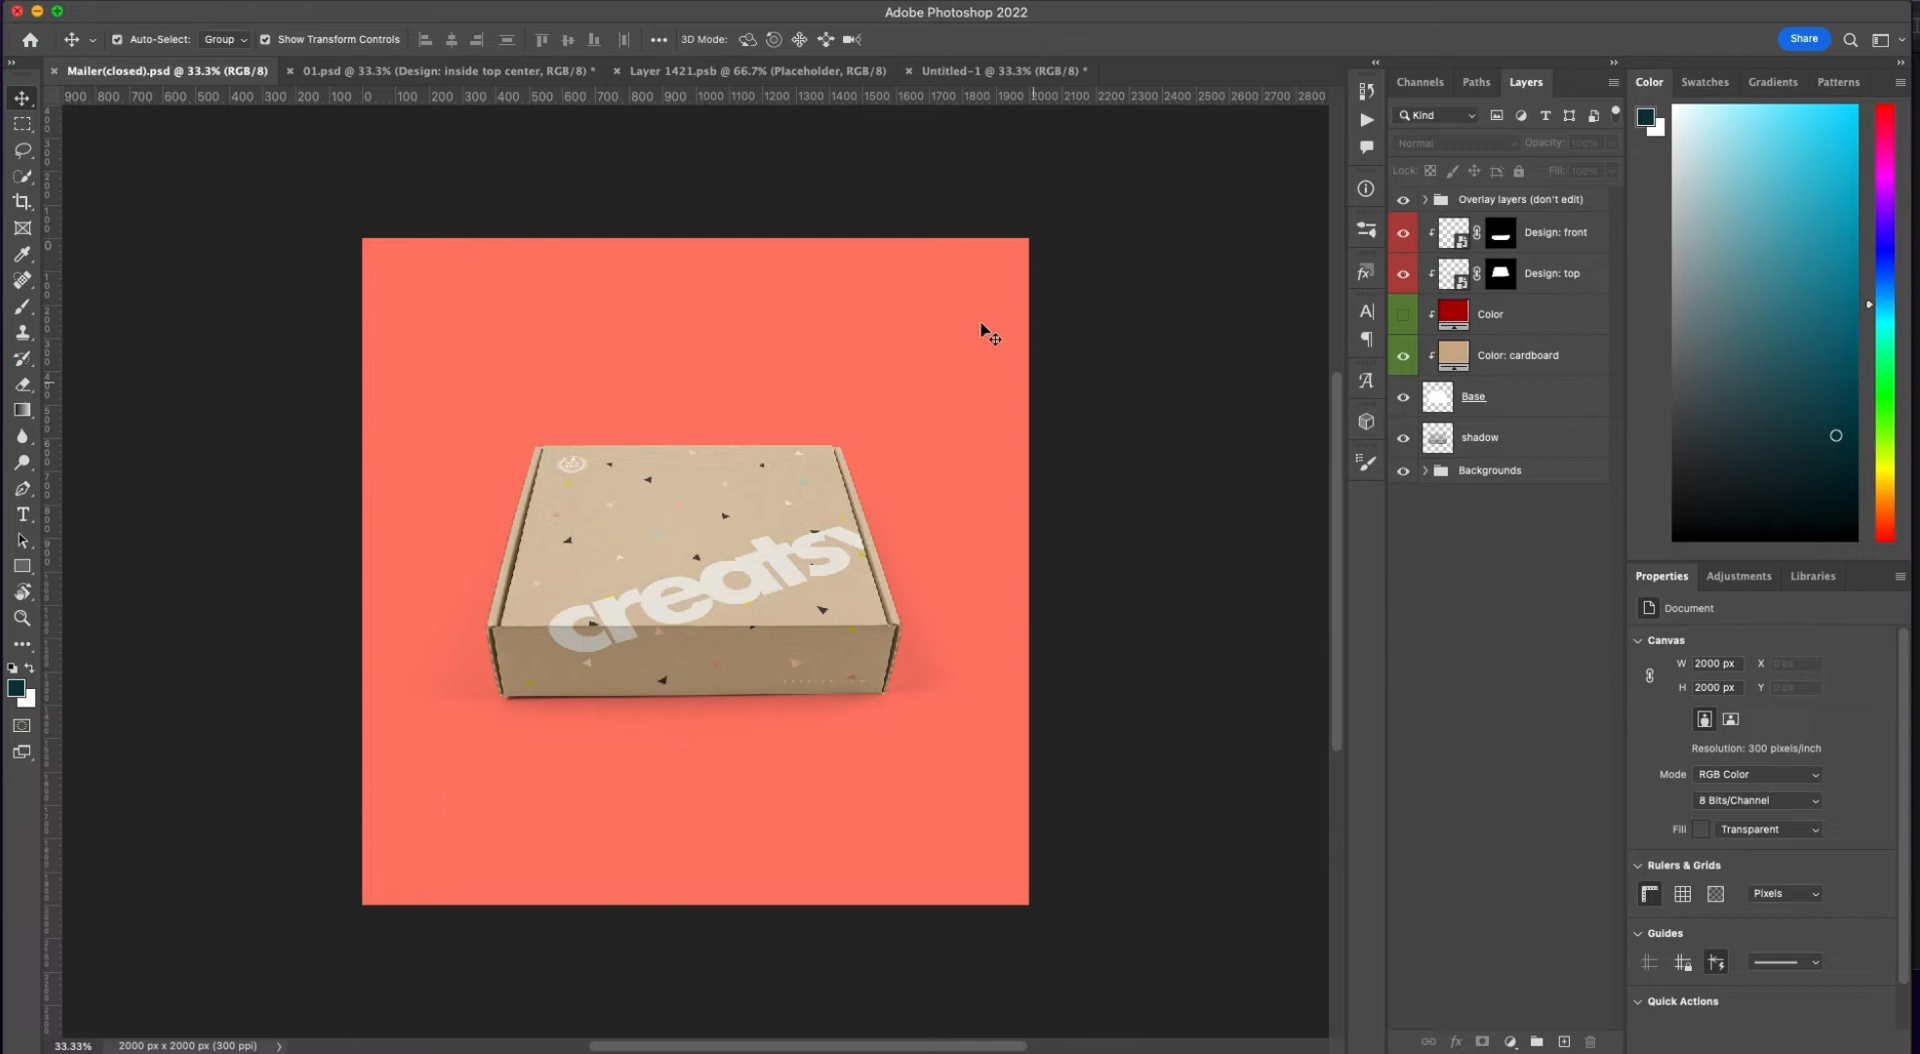 Adobe Photoshop 2022
Auto-Select: Group Show Transform Controls 3D Mode: Share
Mailer(closed).psd @ 33.3% (RGB/8) 01.psd @ 33.3% (Design: inside top center, RGB/8) * Layer 1421.psb @ 66.7% (Placeholder, RGB/8) Untitled-1 @ 33.3% (RGB/8) *
900 800 700 600 500 400 300 200 100 0 100 200 300 400 500 600 700 800 900 1000 1100 1200 1300 1400 1500 1600 1700 1800 1900 2000 2100 2200 2300 2400 2500 2600 2700 2800
creatsy
33.33% 2000 px x 2000 px (300 ppi)
Channels Paths Layers
Kind
Normal Opacity: 100%
Lock: Fill: 100%
Overlay layers (don't edit)
Design: front
Design: top
Color
Color: cardboard
Base
shadow
Backgrounds
Color Swatches Gradients Patterns
Properties Adjustments Libraries
Document
Canvas
W 2000 px X 0 px
H 2000 px Y 0 px
Resolution: 300 pixels/inch
Mode RGB Color
8 Bits/Channel
Fill Transparent
Rulers & Grids
Pixels
Guides
Quick Actions